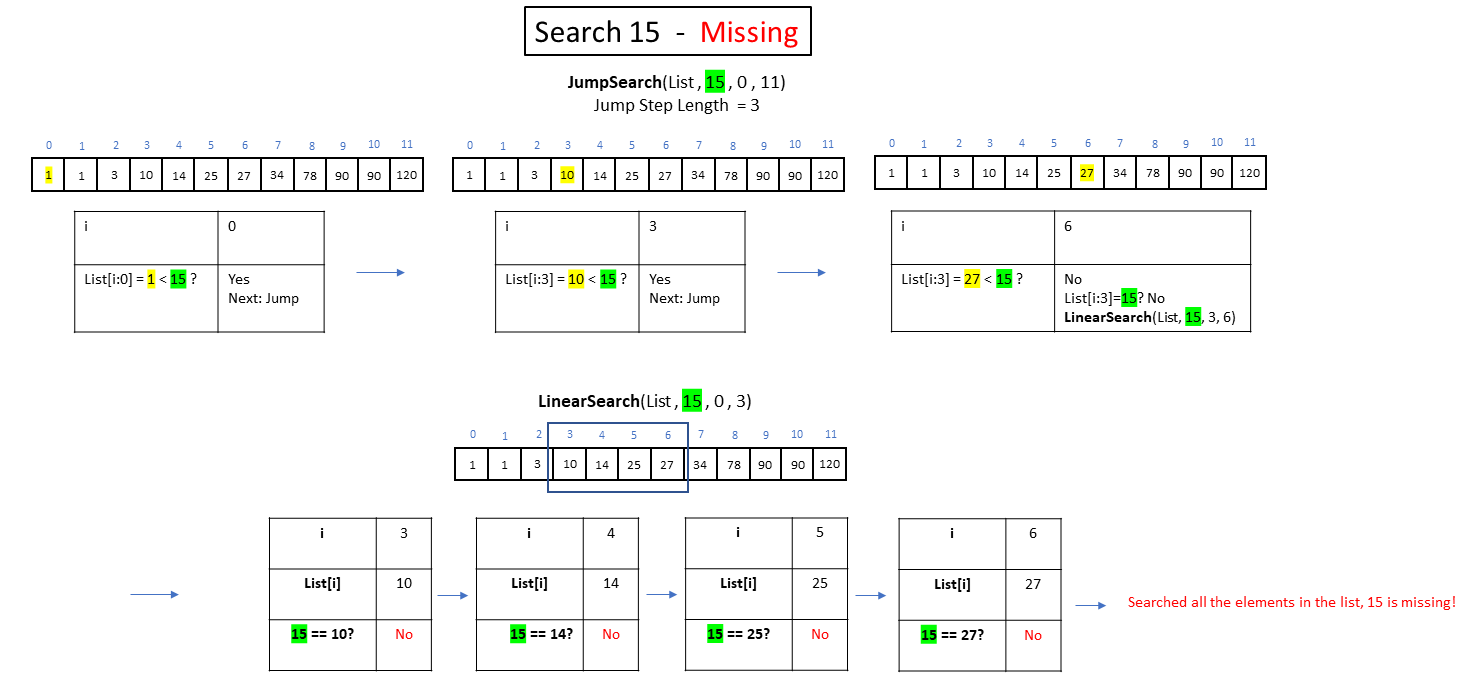 Search 15 - Missing
JumpSearch(List , 15 , 0 , 11)
Jump Step Length = 3
0 1 2 3 4 5 6 7 8 9 10 11
1 1 3 10 14 25 27 34 78 90 90 120
i 0
List[i:0] = 1 < 15 ? Yes
Next: Jump
0 1 2 3 4 5 6 7 8 9 10 11
1 1 3 10 14 25 27 34 78 90 90 120
i 3
List[i:3] = 10 < 15 ? Yes
Next: Jump
0 1 2 3 4 5 6 7 8 9 10 11
1 1 3 10 14 25 27 34 78 90 90 120
i 6
List[i:3] = 27 < 15 ? No
List[i:3]=15? No
LinearSearch(List, 15, 3, 6)
LinearSearch(List , 15 , 0 , 3)
0 1 2 3 4 5 6 7 8 9 10 11
1 1 3 10 14 25 27 34 78 90 90 120
i 3
List[i] 10
15 == 10? No
i 4
List[i] 14
15 == 14? No
i 5
List[i] 25
15 == 25? No
i 6
List[i] 27
15 == 27? No
Searched all the elements in the list, 15 is missing!